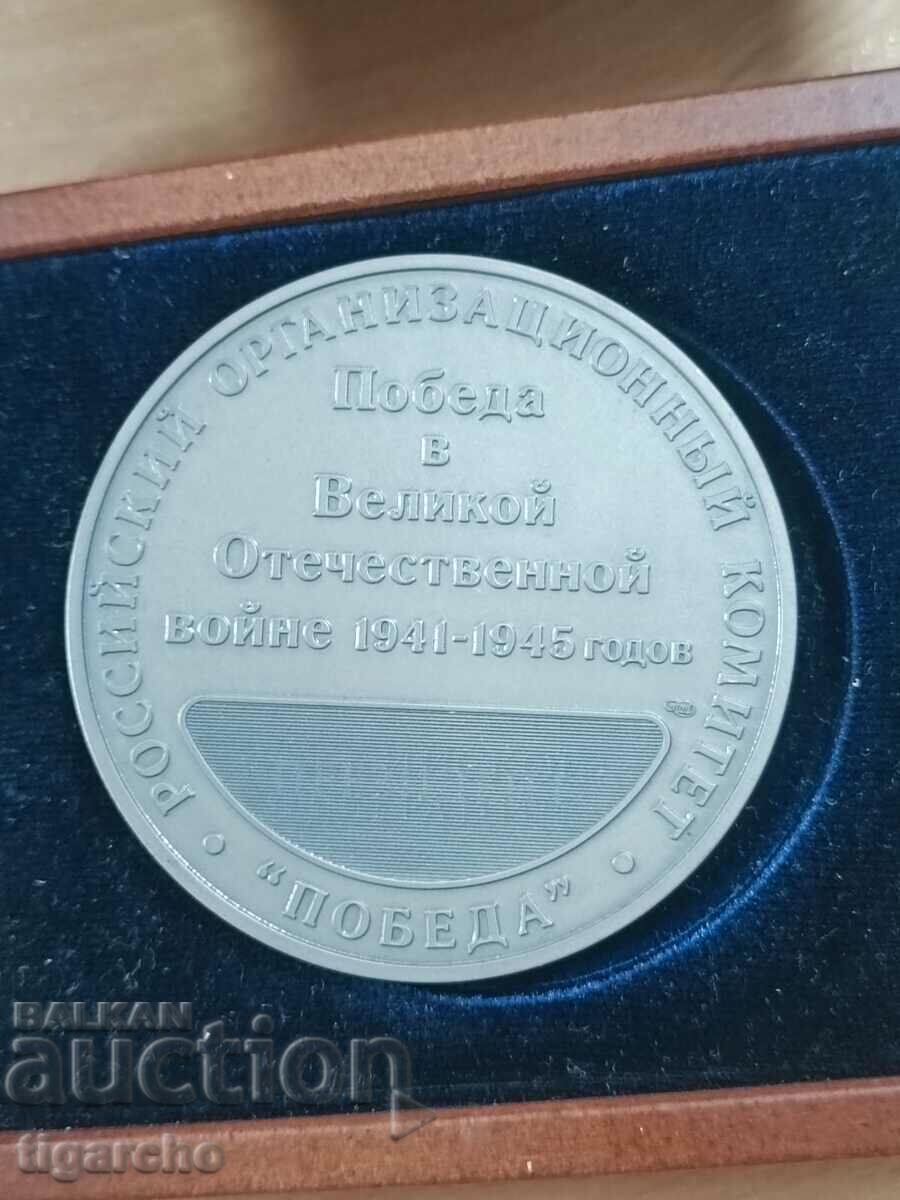 РОССИЙСКИЙ ОРГАНИЗАЦИОННЫЙ КОМИТЕТ
Победа
в
Великой
Отечественной
войне 1941-1945 годов
• "ПОБЕДА" •
BALKAN
auction
tigarcho